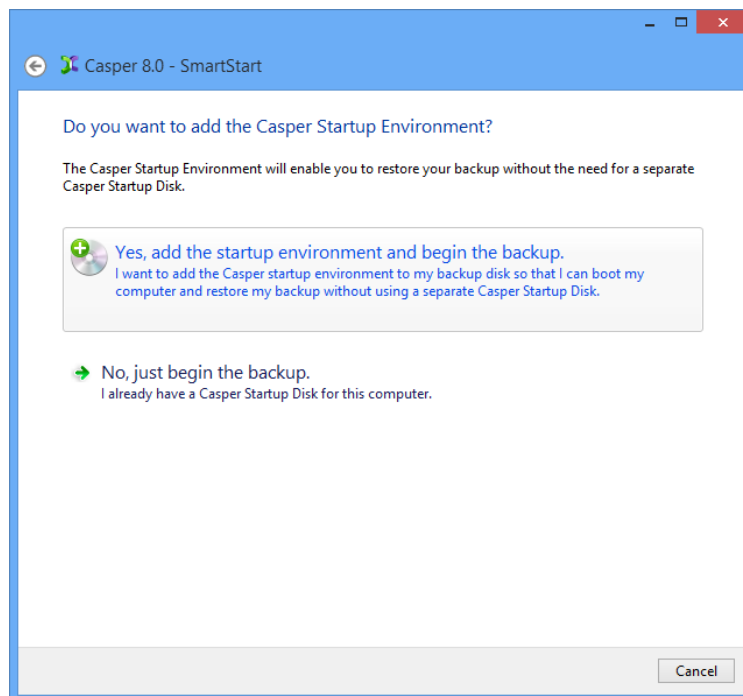 Casper 8.0 - SmartStart
Do you want to add the Casper Startup Environment?
The Casper Startup Environment will enable you to restore your backup without the need for a separate
Casper Startup Disk.
Yes, add the startup environment and begin the backup.
I want to add the Casper startup environment to my backup disk so that I can boot my
computer and restore my backup without using a separate Casper Startup Disk.
No, just begin the backup.
I already have a Casper Startup Disk for this computer.
Cancel